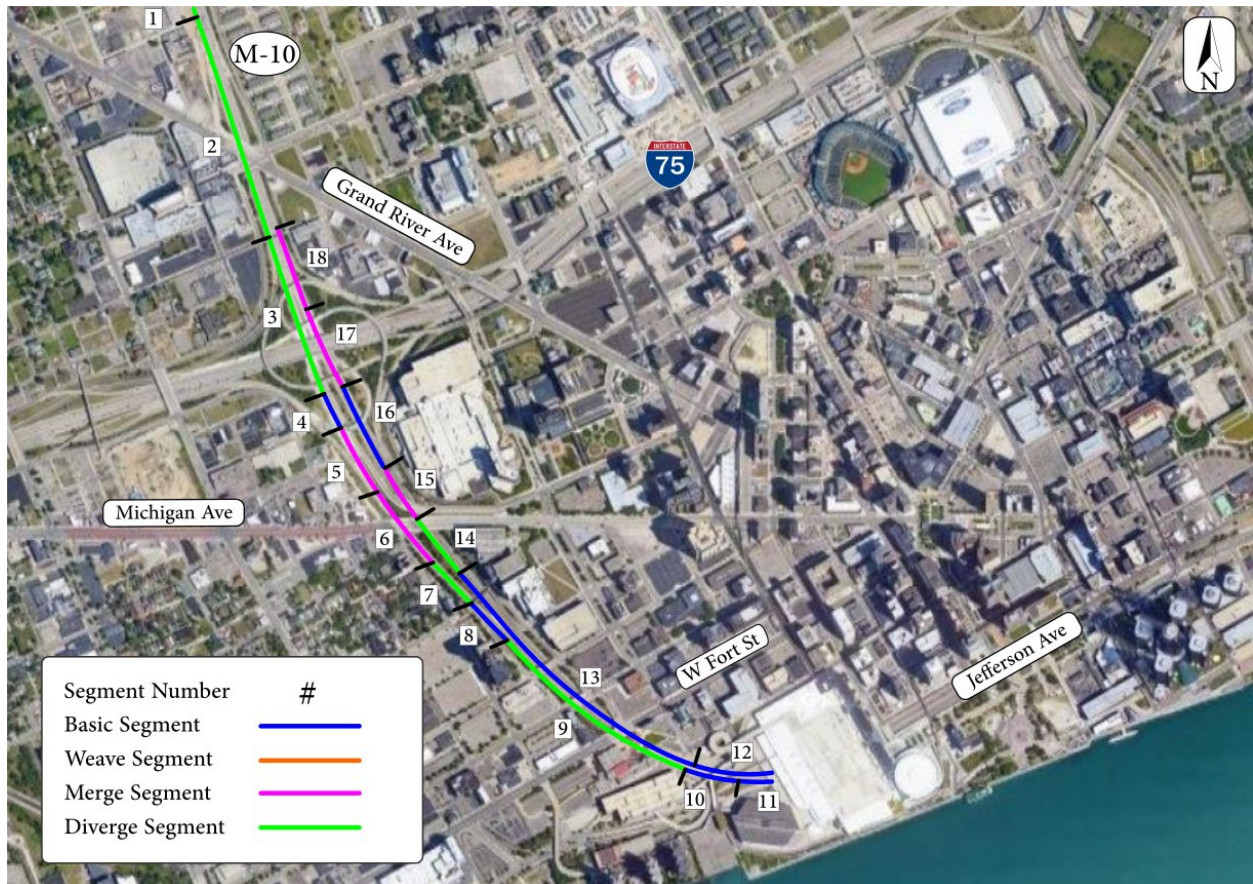 1
M-10
N
2
INTERSTATE
75
Grand River Ave
18
3
17
16
4
5
15
Michigan Ave
6
14
7
8
W Fort St
Jefferson Ave
13
9
12
10
11
Segment Number #
Basic Segment
Weave Segment
Merge Segment
Diverge Segment